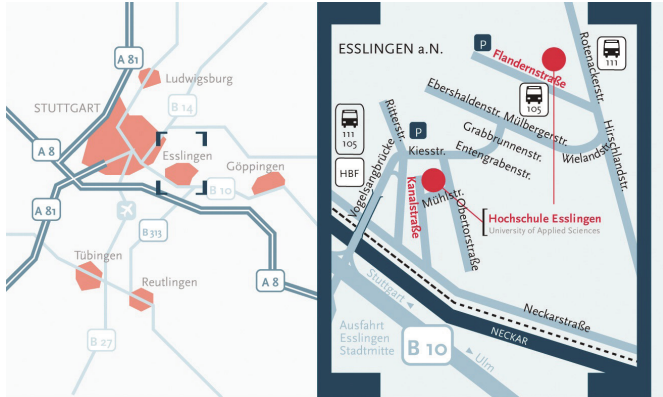 A 81
Ludwigsburg
STUTTGART
B 14
A 8
Esslingen
Göppingen
B 10
A 81
B 313
Tübingen
A 8
Reutlingen
B 27
ESSLINGEN a.N.
P
Flandernstraße
Rotenackerstr.
111
105
Ebershaldenstr.
Mülbergerstr.
Hirschlandstr.
111
105
Ritterstr.
P
Grabbrunnenstr.
Kiesstr.
Entengrabenstr.
Wielandstr.
HBF
Vogelsangbrücke
Kanalstraße
Mühlstr.
Obertorstraße
Hochschule Esslingen
University of Applied Sciences
Stuttgart
Neckarstraße
NECKAR
Ausfahrt
Esslingen
Stadtmitte
B 10
Ulm